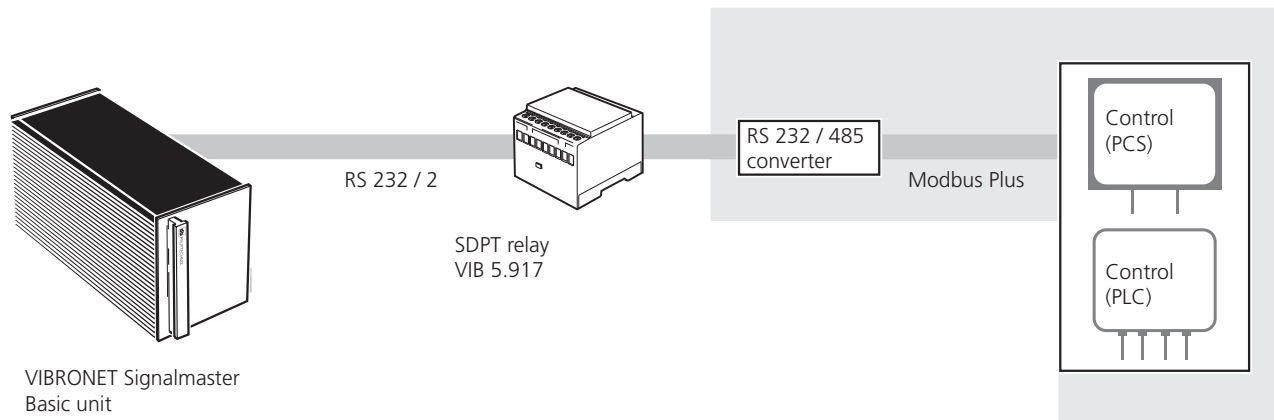 RS 232 / 2
SDPT relay
VIB 5.917
RS 232 / 485
converter
Modbus Plus
Control
(PCS)
Control
(PLC)
VIBRONET Signalmaster
Basic unit